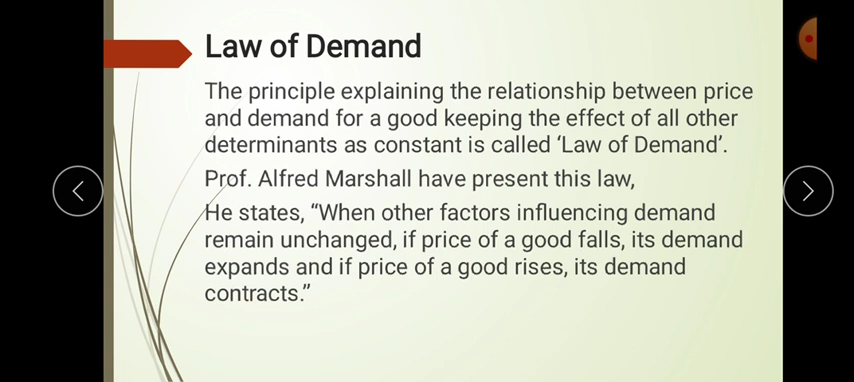 Law of Demand
The principle explaining the relationship between price
and demand for a good keeping the effect of all other
determinants as constant is called ‘Law of Demand’.
Prof. Alfred Marshall have present this law,
He states, “When other factors influencing demand
remain unchanged, if price of a good falls, its demand
expands and if price of a good rises, its demand
contracts.”